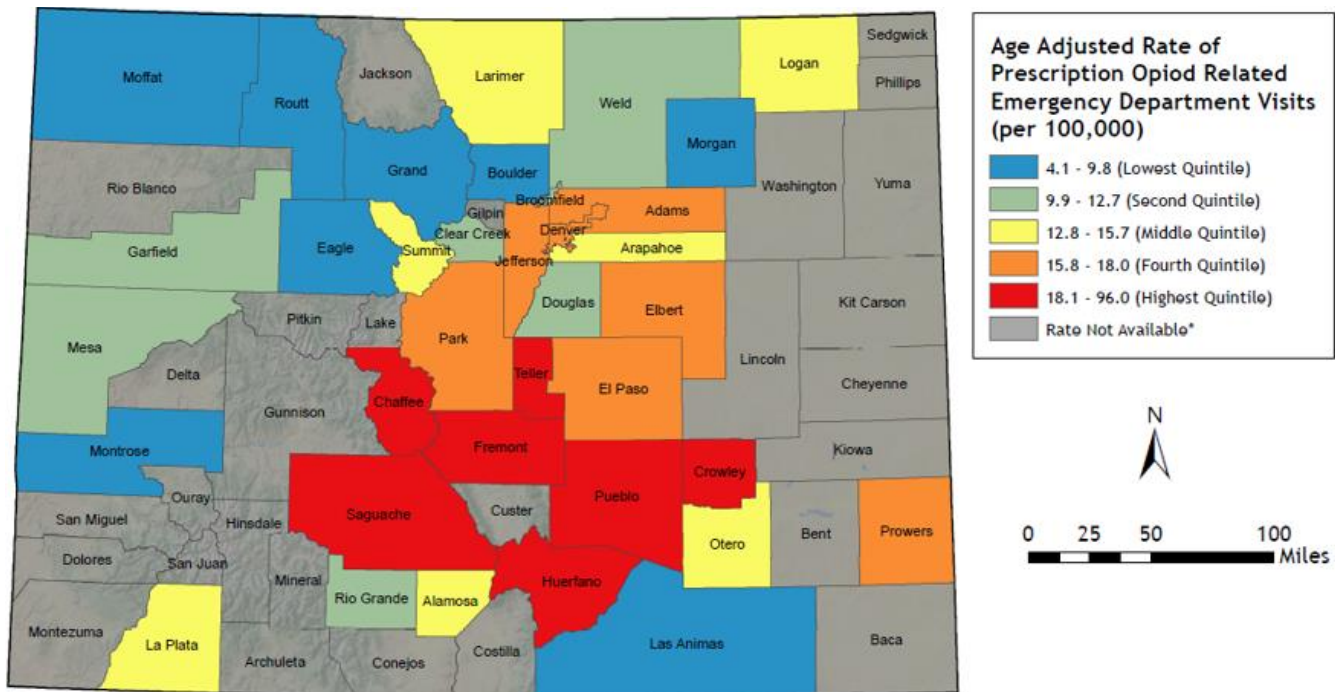 Age Adjusted Rate of
Prescription Opiod Related
Emergency Department Visits
(per 100,000)
4.1 - 9.8 (Lowest Quintile)
9.9 - 12.7 (Second Quintile)
12.8 - 15.7 (Middle Quintile)
15.8 - 18.0 (Fourth Quintile)
18.1 - 96.0 (Highest Quintile)
Rate Not Available*
N
0 25 50 100
Miles
Moffat
Routt
Jackson
Larimer
Weld
Logan
Sedgwick
Phillips
Morgan
Rio Blanco
Grand
Boulder
Washington
Yuma
Garfield
Eagle
Summit
Gilpin
Clear Creek
Broomfield
Denver
Adams
Jefferson
Arapahoe
Mesa
Pitkin
Lake
Park
Douglas
Elbert
Kit Carson
Lincoln
Delta
Gunnison
Chaffee
Teller
El Paso
Cheyenne
Montrose
Fremont
Crowley
Kiowa
Ouray
San Miguel
Hinsdale
Saguache
Custer
Pueblo
Otero
Bent
Prowers
Dolores
San Juan
Mineral
Rio Grande
Alamosa
Huerfano
Montezuma
La Plata
Archuleta
Conejos
Costilla
Las Animas
Baca